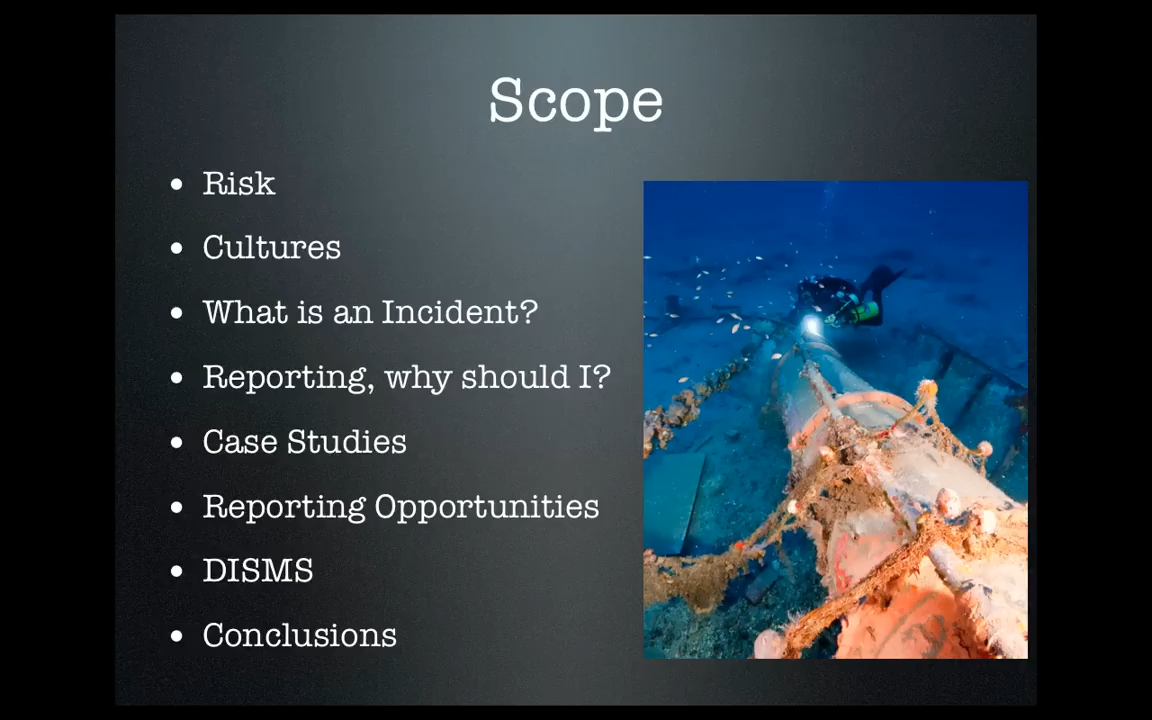 Scope
• Risk
• Cultures
• What is an Incident?
• Reporting, why should I?
• Case Studies
• Reporting Opportunities
• DISMS
• Conclusions